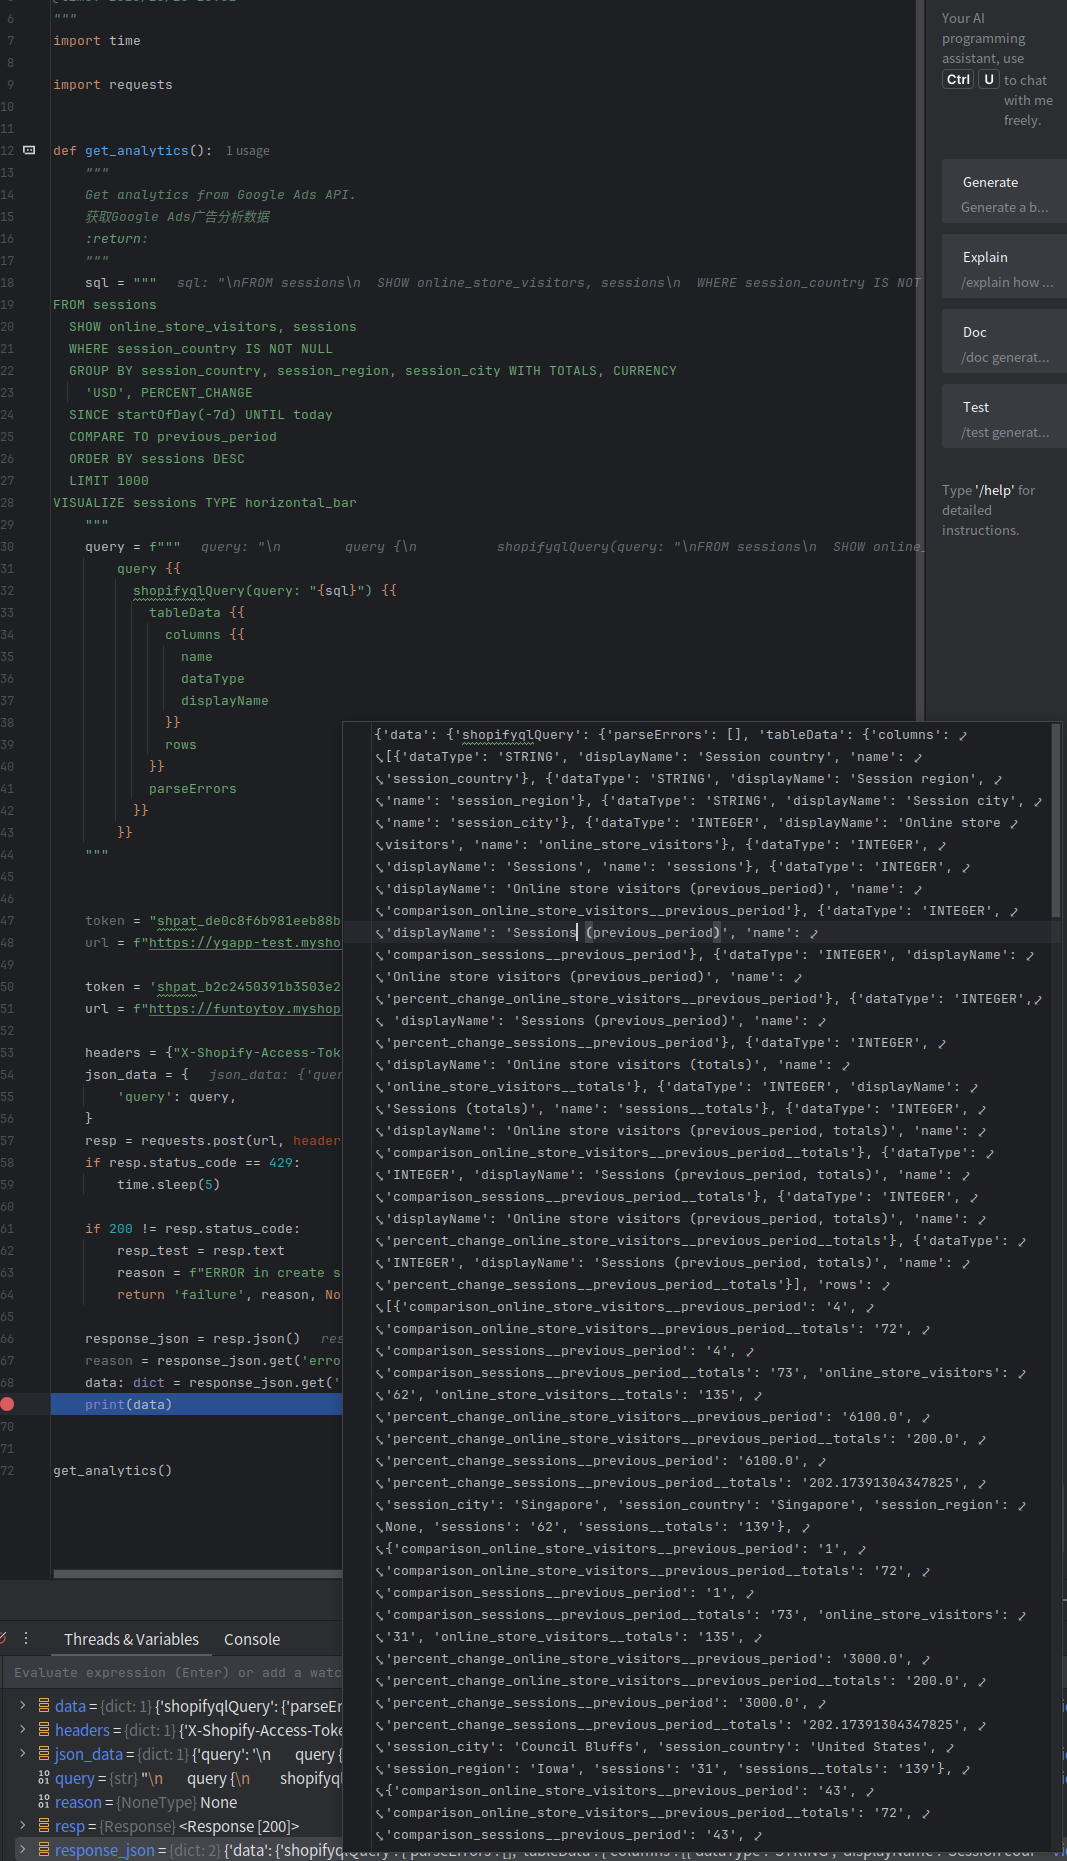 6 """
7 import time
8
9 import requests
10
11
12 def get_analytics(): 1 usage
13 """
14 Get analytics from Google Ads API.
15 获取Google Ads广告分析数据
16 :return:
17 """
18 sql = """ sql: "\nFROM sessions\n SHOW online_store_visitors, sessions\n WHERE session_country IS NOT
19 FROM sessions
20 SHOW online_store_visitors, sessions
21 WHERE session_country IS NOT NULL
22 GROUP BY session_country, session_region, session_city WITH TOTALS, CURRENCY
23 'USD', PERCENT_CHANGE
24 SINCE startOfDay(-7d) UNTIL today
25 COMPARE TO previous_period
26 ORDER BY sessions DESC
27 LIMIT 1000
28 VISUALIZE sessions TYPE horizontal_bar
29 """
30 query = f""" query: "\n query {\n shopifyqlQuery(query: "\nFROM sessions\n SHOW online_
31 query {{
32 shopifyqlQuery(query: "{sql}") {{
33 tableData {{
34 columns {{
35 name
36 dataType
37 displayName
38 }}
39 rows
40 }}
41 parseErrors
42 }}
43 }}
44 """
45
46
47 token = "shpat_de0c8f6b981eeb88b
48 url = f"https://ygapp-test.mysho
49
50 token = 'shpat_b2c2450391b3503e2
51 url = f"https://funtoytoy.myshop
52
53 headers = {"X-Shopify-Access-Tok
54 json_data = { json_data: {'quer
55 'query': query,
56 }
57 resp = requests.post(url, header
58 if resp.status_code == 429:
59 time.sleep(5)
60
61 if 200 != resp.status_code:
62 resp_test = resp.text
63 reason = f"ERROR in create s
64 return 'failure', reason, No
65
66 response_json = resp.json() res
67 reason = response_json.get('erro
68 data: dict = response_json.get('
print(data)
70
71
72 get_analytics()
Your AI
programming
assistant, use
Ctrl U to chat
with me
freely.
Generate
Generate a b...
Explain
/explain how ...
Doc
/doc generat...
Test
/test generat...
Type '/help' for
detailed
instructions.
{'data': {'shopifyqlQuery': {'parseErrors': [], 'tableData': {'columns':
[{'dataType': 'STRING', 'displayName': 'Session country', 'name':
'session_country'}, {'dataType': 'STRING', 'displayName': 'Session region',
'name': 'session_region'}, {'dataType': 'STRING', 'displayName': 'Session city',
'name': 'session_city'}, {'dataType': 'INTEGER', 'displayName': 'Online store
visitors', 'name': 'online_store_visitors'}, {'dataType': 'INTEGER',
'displayName': 'Sessions', 'name': 'sessions'}, {'dataType': 'INTEGER',
'displayName': 'Online store visitors (previous_period)', 'name':
'comparison_online_store_visitors__previous_period'}, {'dataType': 'INTEGER',
'displayName': 'Sessions (previous_period)', 'name':
'comparison_sessions__previous_period'}, {'dataType': 'INTEGER', 'displayName':
'Online store visitors (previous_period)', 'name':
'percent_change_online_store_visitors__previous_period'}, {'dataType': 'INTEGER',
'displayName': 'Sessions (previous_period)', 'name':
'percent_change_sessions__previous_period'}, {'dataType': 'INTEGER',
'displayName': 'Online store visitors (totals)', 'name':
'online_store_visitors__totals'}, {'dataType': 'INTEGER', 'displayName':
'Sessions (totals)', 'name': 'sessions__totals'}, {'dataType': 'INTEGER',
'displayName': 'Online store visitors (previous_period, totals)', 'name':
'comparison_online_store_visitors__previous_period__totals'}, {'dataType':
'INTEGER', 'displayName': 'Sessions (previous_period, totals)', 'name':
'comparison_sessions__previous_period__totals'}, {'dataType': 'INTEGER',
'displayName': 'Online store visitors (previous_period, totals)', 'name':
'percent_change_online_store_visitors__previous_period__totals'}, {'dataType':
'INTEGER', 'displayName': 'Sessions (previous_period, totals)', 'name':
'percent_change_sessions__previous_period__totals'}], 'rows':
[{'comparison_online_store_visitors__previous_period': '4',
'comparison_online_store_visitors__previous_period__totals': '72',
'comparison_sessions__previous_period': '4',
'comparison_sessions__previous_period__totals': '73', 'online_store_visitors':
'62', 'online_store_visitors__totals': '135',
'percent_change_online_store_visitors__previous_period': '6100.0',
'percent_change_online_store_visitors__previous_period__totals': '200.0',
'percent_change_sessions__previous_period': '6100.0',
'percent_change_sessions__previous_period__totals': '202.17391304347825',
'session_city': 'Singapore', 'session_country': 'Singapore', 'session_region':
None, 'sessions': '62', 'sessions__totals': '139'},
{'comparison_online_store_visitors__previous_period': '1',
'comparison_online_store_visitors__previous_period__totals': '72',
'comparison_sessions__previous_period': '1',
'comparison_sessions__previous_period__totals': '73', 'online_store_visitors':
'31', 'online_store_visitors__totals': '135',
'percent_change_online_store_visitors__previous_period': '3000.0',
'percent_change_online_store_visitors__previous_period__totals': '200.0',
'percent_change_sessions__previous_period': '3000.0',
'percent_change_sessions__previous_period__totals': '202.17391304347825',
'session_city': 'Council Bluffs', 'session_country': 'United States',
'session_region': 'Iowa', 'sessions': '31', 'sessions__totals': '139'},
{'comparison_online_store_visitors__previous_period': '43',
'comparison_online_store_visitors__previous_period__totals': '72',
'comparison_sessions__previous_period': '43',
Threads & Variables Console
Evaluate expression (Enter) or add a watc
data = {dict: 1} {'shopifyqlQuery': {'parseErr
headers = {dict: 1} {'X-Shopify-Access-Toke
json_data = {dict: 1} {'query': '\n query {
query = {str} "\n query {\n shopifyql
reason = {NoneType} None
resp = {Response} <Response [200]>
response_json = {dict: 2} {'data': {'shopifyqlQuery':